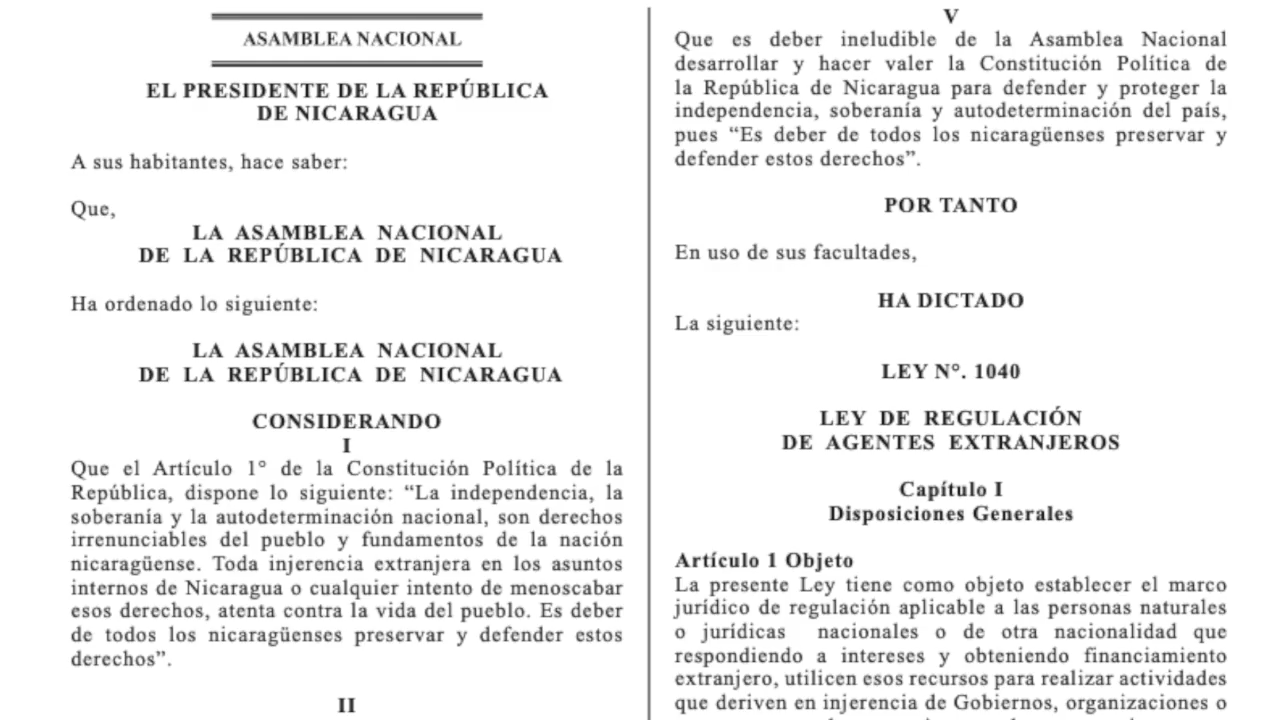 ASAMBLEA NACIONAL
EL PRESIDENTE DE LA REPÚBLICA
DE NICARAGUA
A sus habitantes, hace saber:
Que,
LA ASAMBLEA NACIONAL
DE LA REPÚBLICA DE NICARAGUA
Ha ordenado lo siguiente:
LA ASAMBLEA NACIONAL
DE LA REPÚBLICA DE NICARAGUA
CONSIDERANDO
I
Que el Artículo 1° de la Constitución Política de la
República, dispone lo siguiente: “La independencia, la
soberanía y la autodeterminación nacional, son derechos
irrenunciables del pueblo y fundamentos de la nación
nicaragüense. Toda injerencia extranjera en los asuntos
internos de Nicaragua o cualquier intento de menoscabar
esos derechos, atenta contra la vida del pueblo. Es deber
de todos los nicaragüenses preservar y defender estos
derechos”.
II
V
Que es deber ineludible de la Asamblea Nacional
desarrollar y hacer valer la Constitución Política de
la República de Nicaragua para defender y proteger la
independencia, soberanía y autodeterminación del país,
pues “Es deber de todos los nicaragüenses preservar y
defender estos derechos”.
POR TANTO
En uso de sus facultades,
HA DICTADO
La siguiente:
LEY N°. 1040
LEY DE REGULACIÓN
DE AGENTES EXTRANJEROS
Capítulo I
Disposiciones Generales
Artículo 1 Objeto
La presente Ley tiene como objeto establecer el marco
jurídico de regulación aplicable a las personas naturales
o jurídicas nacionales o de otra nacionalidad que
respondiendo a intereses y obteniendo financiamiento
extranjero, utilicen esos recursos para realizar actividades
que deriven en injerencia de Gobiernos, organizaciones o